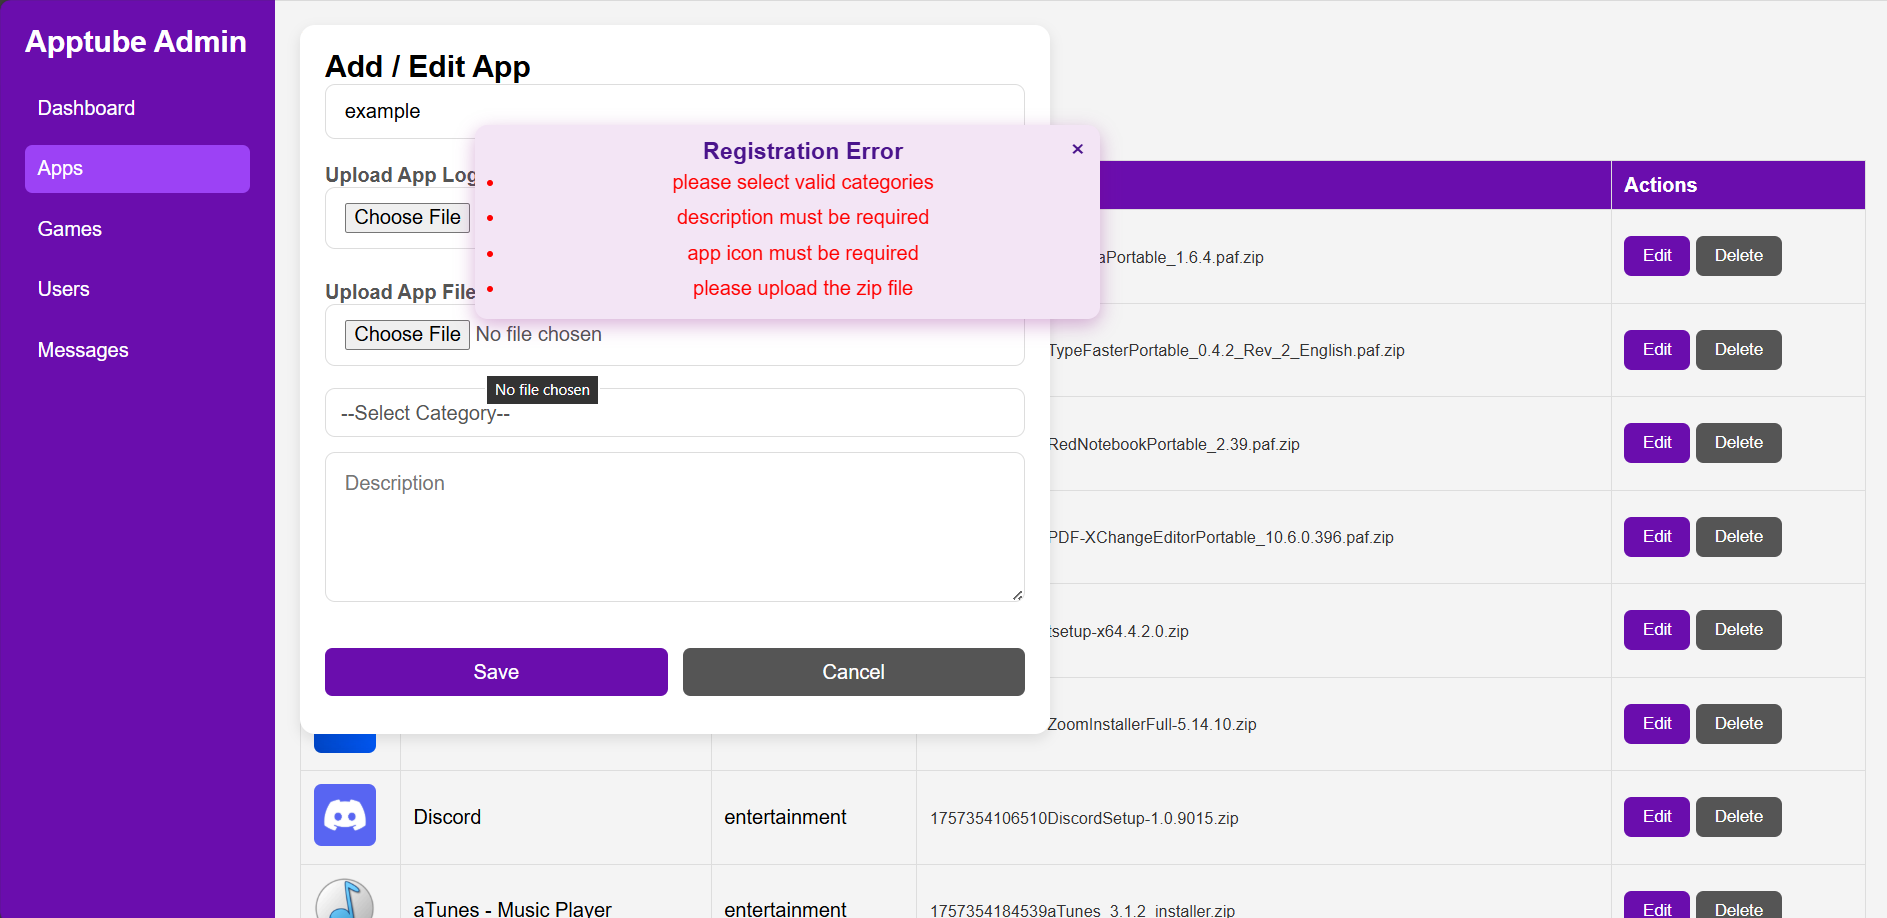 Apptube Admin
Dashboard
Apps
Games
Users
Messages
Add / Edit App
example
Upload App Log
Choose File
Upload App File
Choose File No file chosen
No file chosen
--Select Category--
Description
Save
Cancel
Registration Error
×
please select valid categories
description must be required
app icon must be required
please upload the zip file
Actions
aPortable_1.6.4.paf.zip
Edit Delete
TypeFasterPortable_0.4.2_Rev_2_English.paf.zip
Edit Delete
RedNotebookPortable_2.39.paf.zip
Edit Delete
PDF-XChangeEditorPortable_10.6.0.396.paf.zip
Edit Delete
tsetup-x64.4.2.0.zip
Edit Delete
ZoomInstallerFull-5.14.10.zip
Edit Delete
Discord entertainment 1757354106510DiscordSetup-1.0.9015.zip Edit Delete
aTunes - Music Player entertainment 1757354184539aTunes_3.1.2_installer.zip Edit Delete